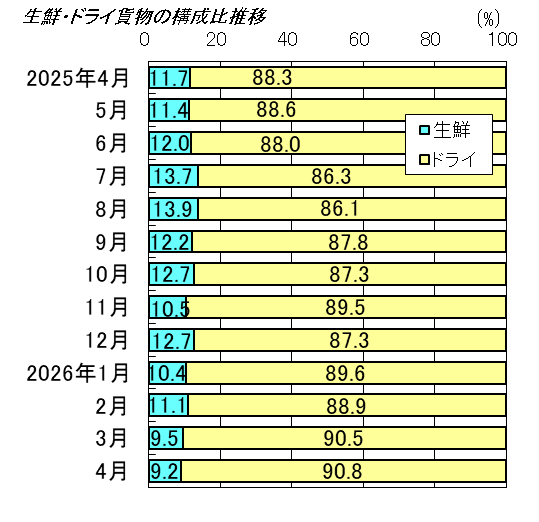 生鮮・ドライ貨物の構成比推移
(%)
0 20 40 60 80 100
2025年4月 11.7 88.3
5月 11.4 88.6
6月 12.0 88.0
7月 13.7 86.3
8月 13.9 86.1
9月 12.2 87.8
10月 12.7 87.3
11月 10.5 89.5
12月 12.7 87.3
2026年1月 10.4 89.6
2月 11.1 88.9
3月 9.5 90.5
4月 9.2 90.8
生鮮
ドライ